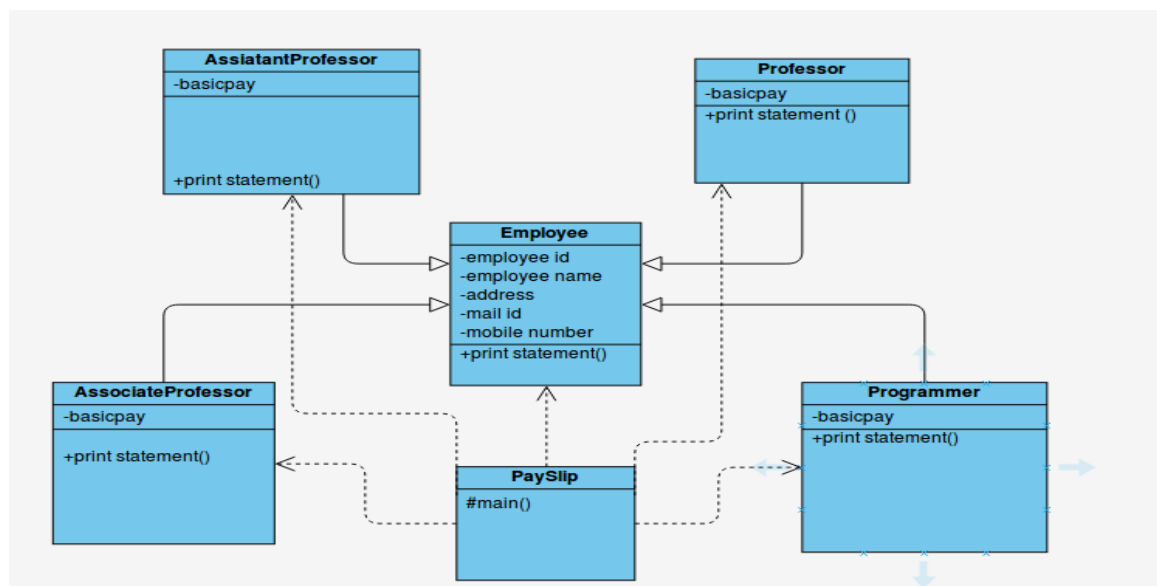 AssiatantProfessor
-basicpay
+print statement()
Professor
-basicpay
+print statement ()
Employee
-employee id
-employee name
-address
-mail id
-mobile number
+print statement()
AssociateProfessor
-basicpay
+print statement()
Programmer
-basicpay
+print statement()
PaySlip
#main()